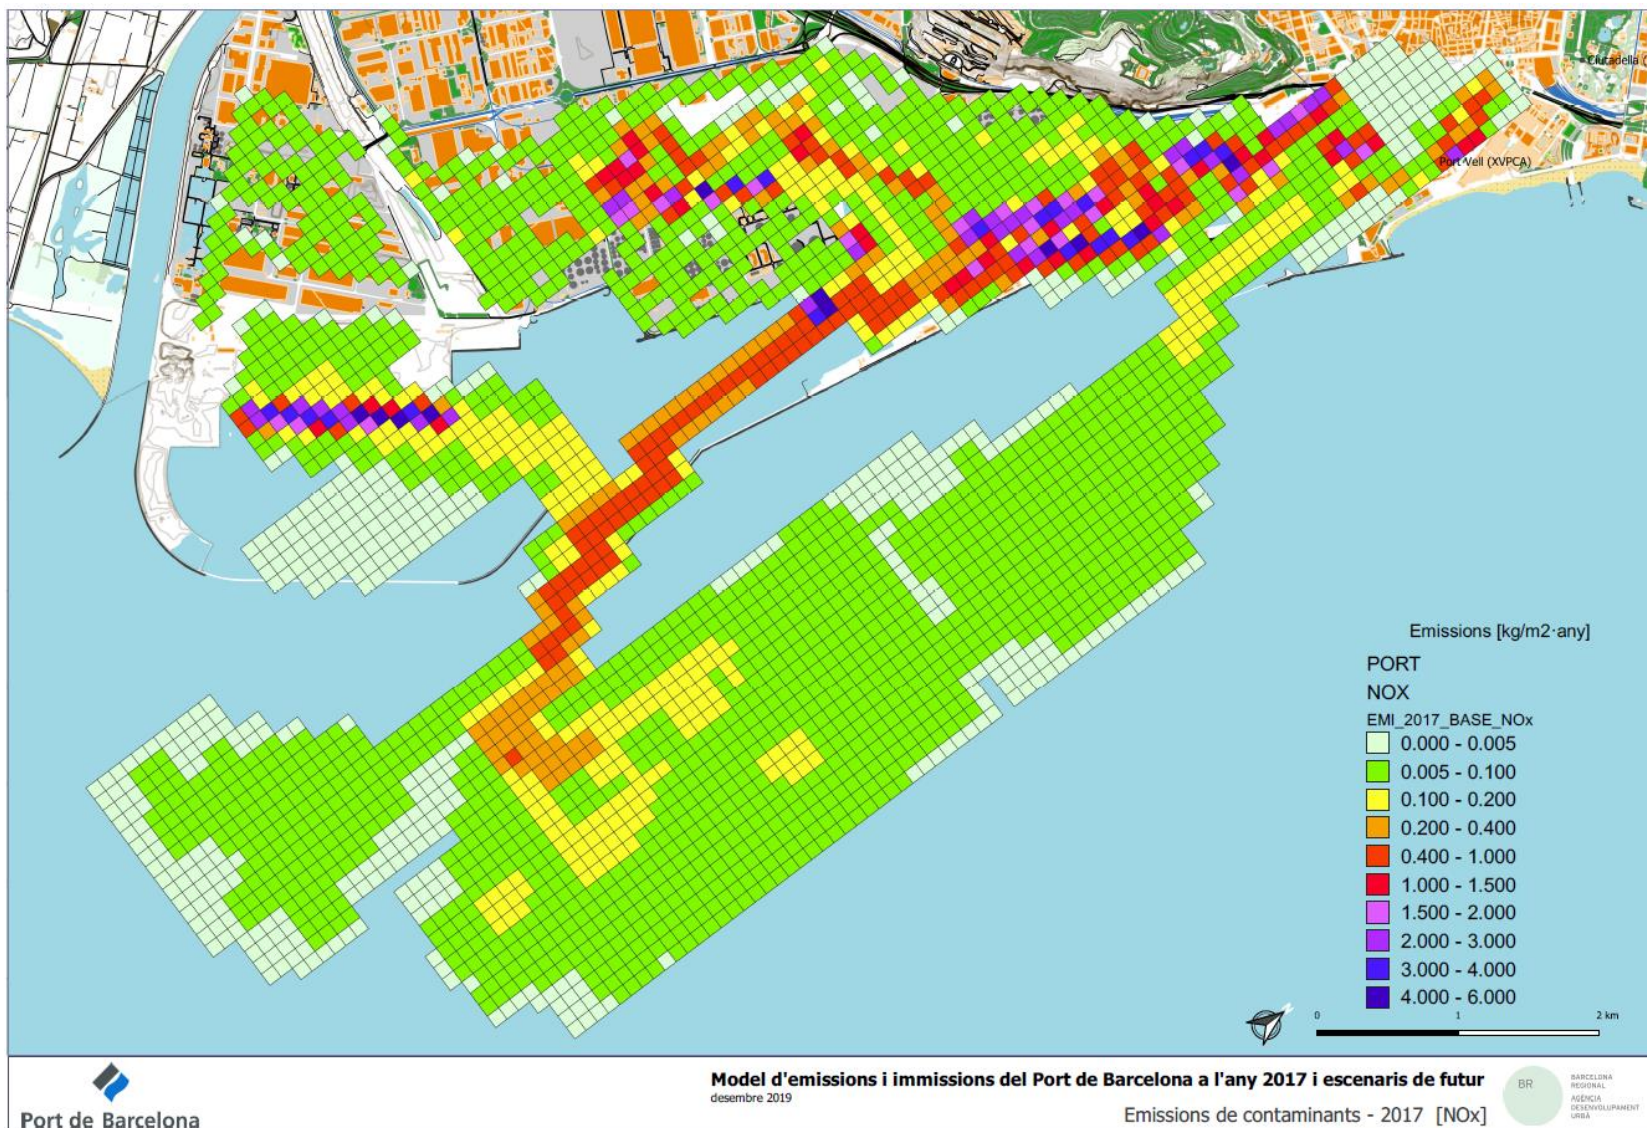 Ciutadella (
Port Vell (XVPCA)
Emissions [kg/m2·any]
PORT
NOX
EMI_2017_BASE_NOx
0.000 - 0.005
0.005 - 0.100
0.100 - 0.200
0.200 - 0.400
0.400 - 1.000
1.000 - 1.500
1.500 - 2.000
2.000 - 3.000
3.000 - 4.000
4.000 - 6.000
N
0 1 2 km
Port de Barcelona
Model d'emissions i immissions del Port de Barcelona a l'any 2017 i escenaris de futur
desembre 2019
Emissions de contaminants - 2017 [NOx]
BR
BARCELONA
REGIONAL
AGÈNCIA
DESENVOLUPAMENT
URBÀ